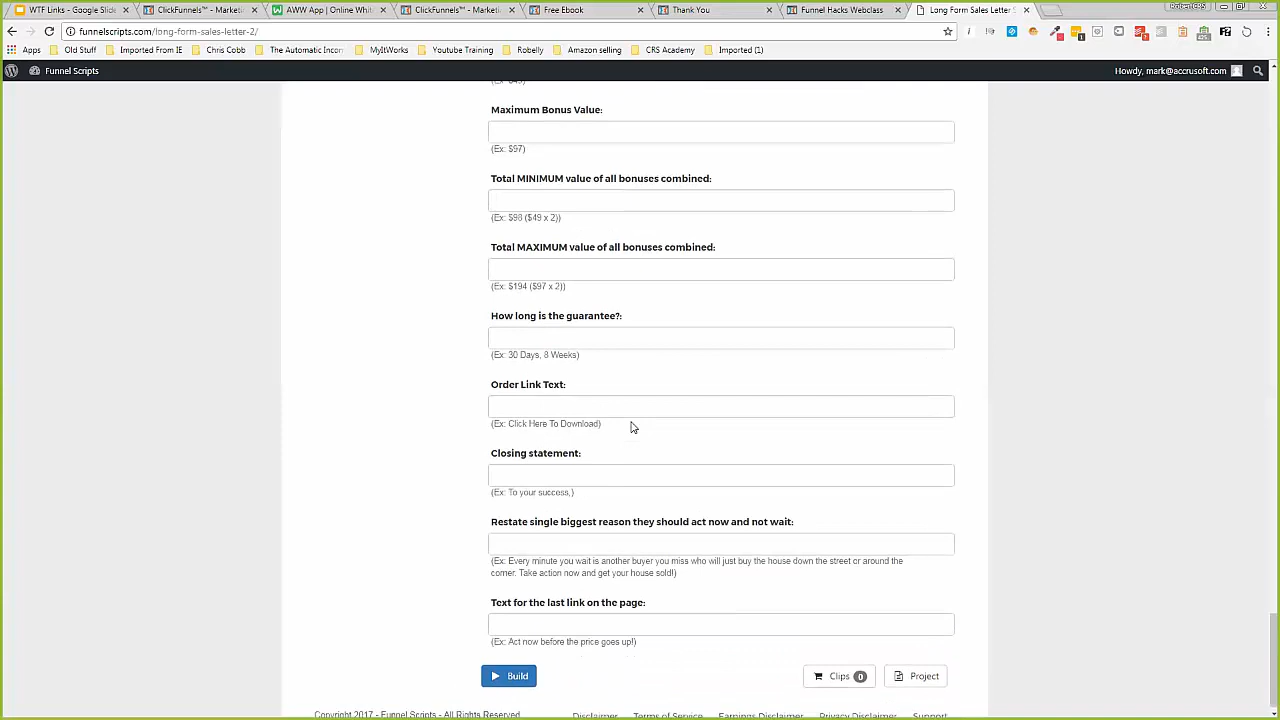 WTF Links - Google Slide
ClickFunnels™ - Marketi
AWW App | Online Whit
ClickFunnels™ - Marketi
Free Ebook
Thank You
Funnel Hacks Webclass
Long Form Sales Letter S
funnelscripts.com/long-form-sales-letter-2/
Apps
Old Stuff
Imported From IE
Chris Cobb
The Automatic Incom
MyItWorks
Youtube Training
Robelly
Amazon selling
CRS Academy
Imported (1)
Funnel Scripts
Howdy, mark@accrusoft.com
(Ex: $49)
Maximum Bonus Value:
(Ex: $97)
Total MINIMUM value of all bonuses combined:
(Ex: $98 ($49 x 2))
Total MAXIMUM value of all bonuses combined:
(Ex: $194 ($97 x 2))
How long is the guarantee?:
(Ex: 30 Days, 8 Weeks)
Order Link Text:
(Ex: Click Here To Download)
Closing statement:
(Ex: To your success,)
Restate single biggest reason they should act now and not wait:
(Ex: Every minute you wait is another buyer you miss who will just buy the house down the street or around the
corner. Take action now and get your house sold!)
Text for the last link on the page:
(Ex: Act now before the price goes up!)
Build
Clips 0
Project
Copyright 2017 - Funnel Scripts - All Rights Reserved
Disclaimer
Terms of Service
Earnings Disclaimer
Privacy Disclaimer
Support